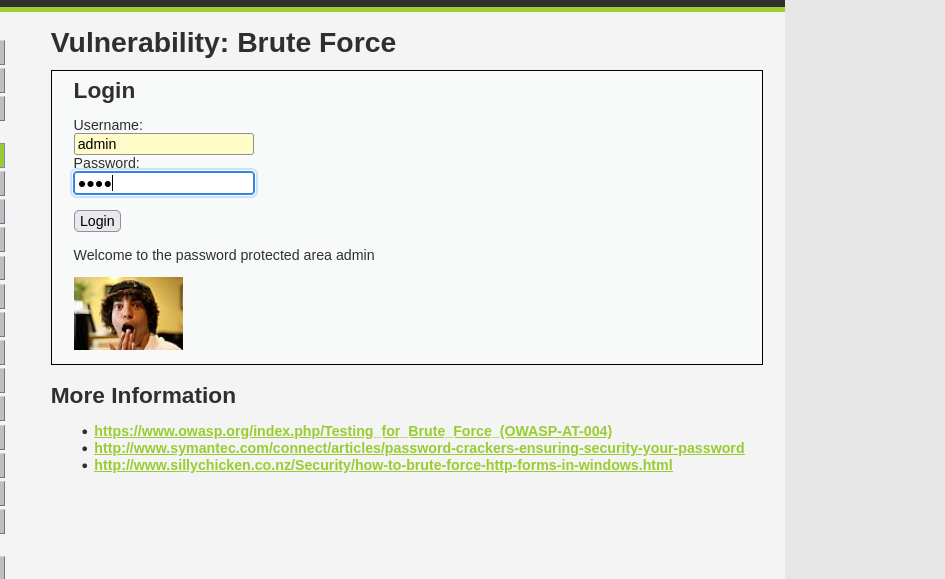 Vulnerability: Brute Force
Login
Username:
admin
Password:
●●●●
Login
Welcome to the password protected area admin
More Information
• https://www.owasp.org/index.php/Testing_for_Brute_Force_(OWASP-AT-004)
• http://www.symantec.com/connect/articles/password-crackers-ensuring-security-your-password
• http://www.sillychicken.co.nz/Security/how-to-brute-force-http-forms-in-windows.html